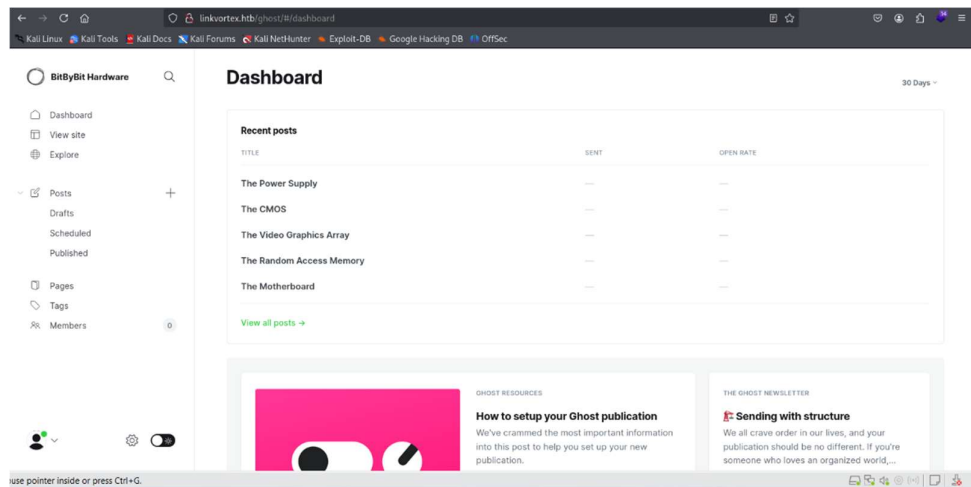 linkvortex.htb/ghost/#/dashboard
Kali Linux Kali Tools Kali Docs Kali Forums Kali NetHunter Exploit-DB Google Hacking DB OffSec
BitByBit Hardware
Dashboard
View site
Explore
Posts
Drafts
Scheduled
Published
Pages
Tags
Members 0
Dashboard
30 Days
Recent posts
TITLE SENT OPEN RATE
The Power Supply — —
The CMOS — —
The Video Graphics Array — —
The Random Access Memory — —
The Motherboard — —
View all posts →
GHOST RESOURCES
How to setup your Ghost publication
We've crammed the most important information
into this post to help you set up your new
publication.
THE GHOST NEWSLETTER
Sending with structure
We all crave order in our lives, and your
publication should be no different. If you're
someone who loves an organized world,...
use pointer inside or press Ctrl+G.